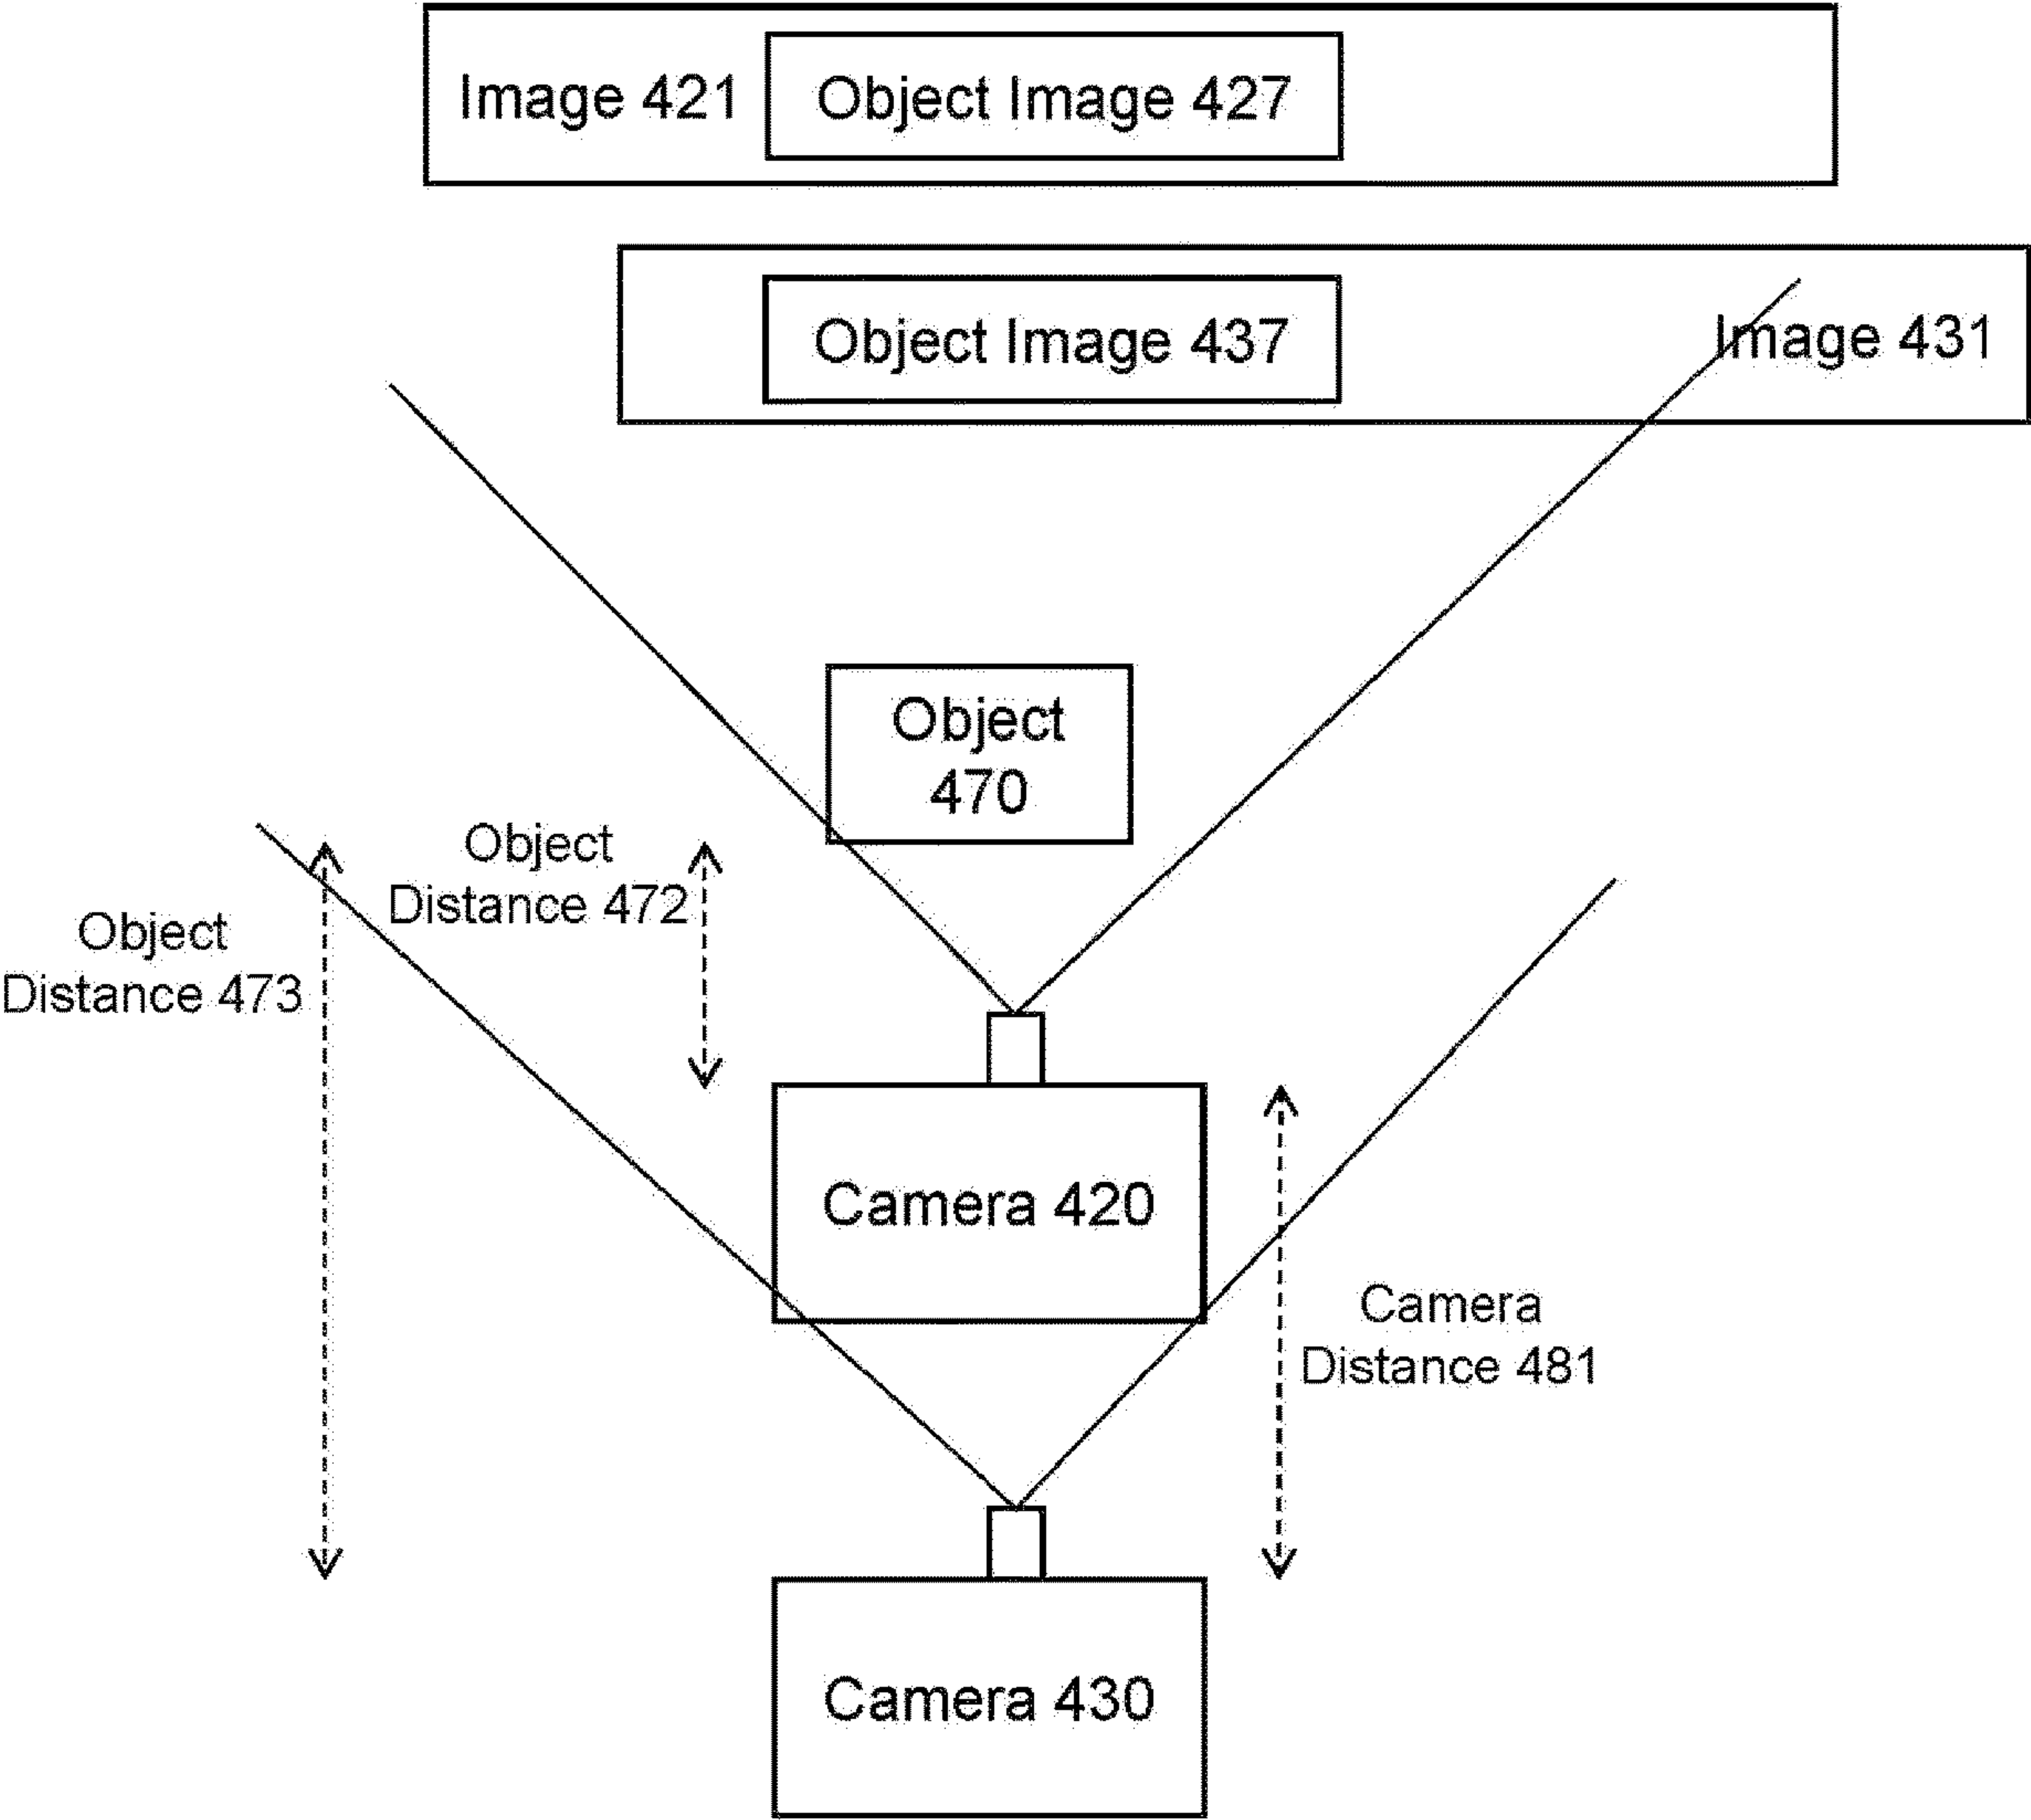 Image 421
Object Image 427
Object Image 437
Image 431
Object
470
Object
Distance 472
Object
Distance 473
Camera 420
Camera
Distance 481
Camera 430